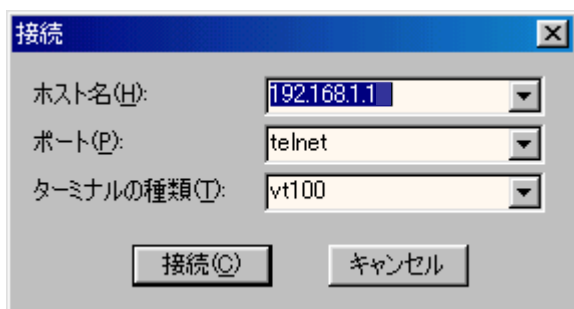 接続
ホスト名(H): 192.168.1.1
ポート(P): telnet
ターミナルの種類(T): vt100
接続(C) キャンセル